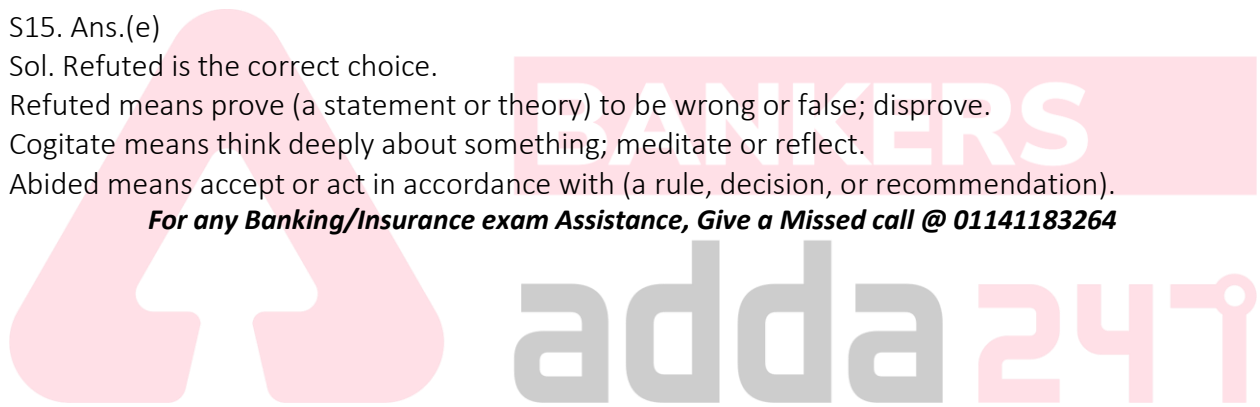 S15. Ans.(e)
Sol. Refuted is the correct choice.
Refuted means prove (a statement or theory) to be wrong or false; disprove.
Cogitate means think deeply about something; meditate or reflect.
Abided means accept or act in accordance with (a rule, decision, or recommendation).
For any Banking/Insurance exam Assistance, Give a Missed call @ 01141183264
BANKERS
adda 247